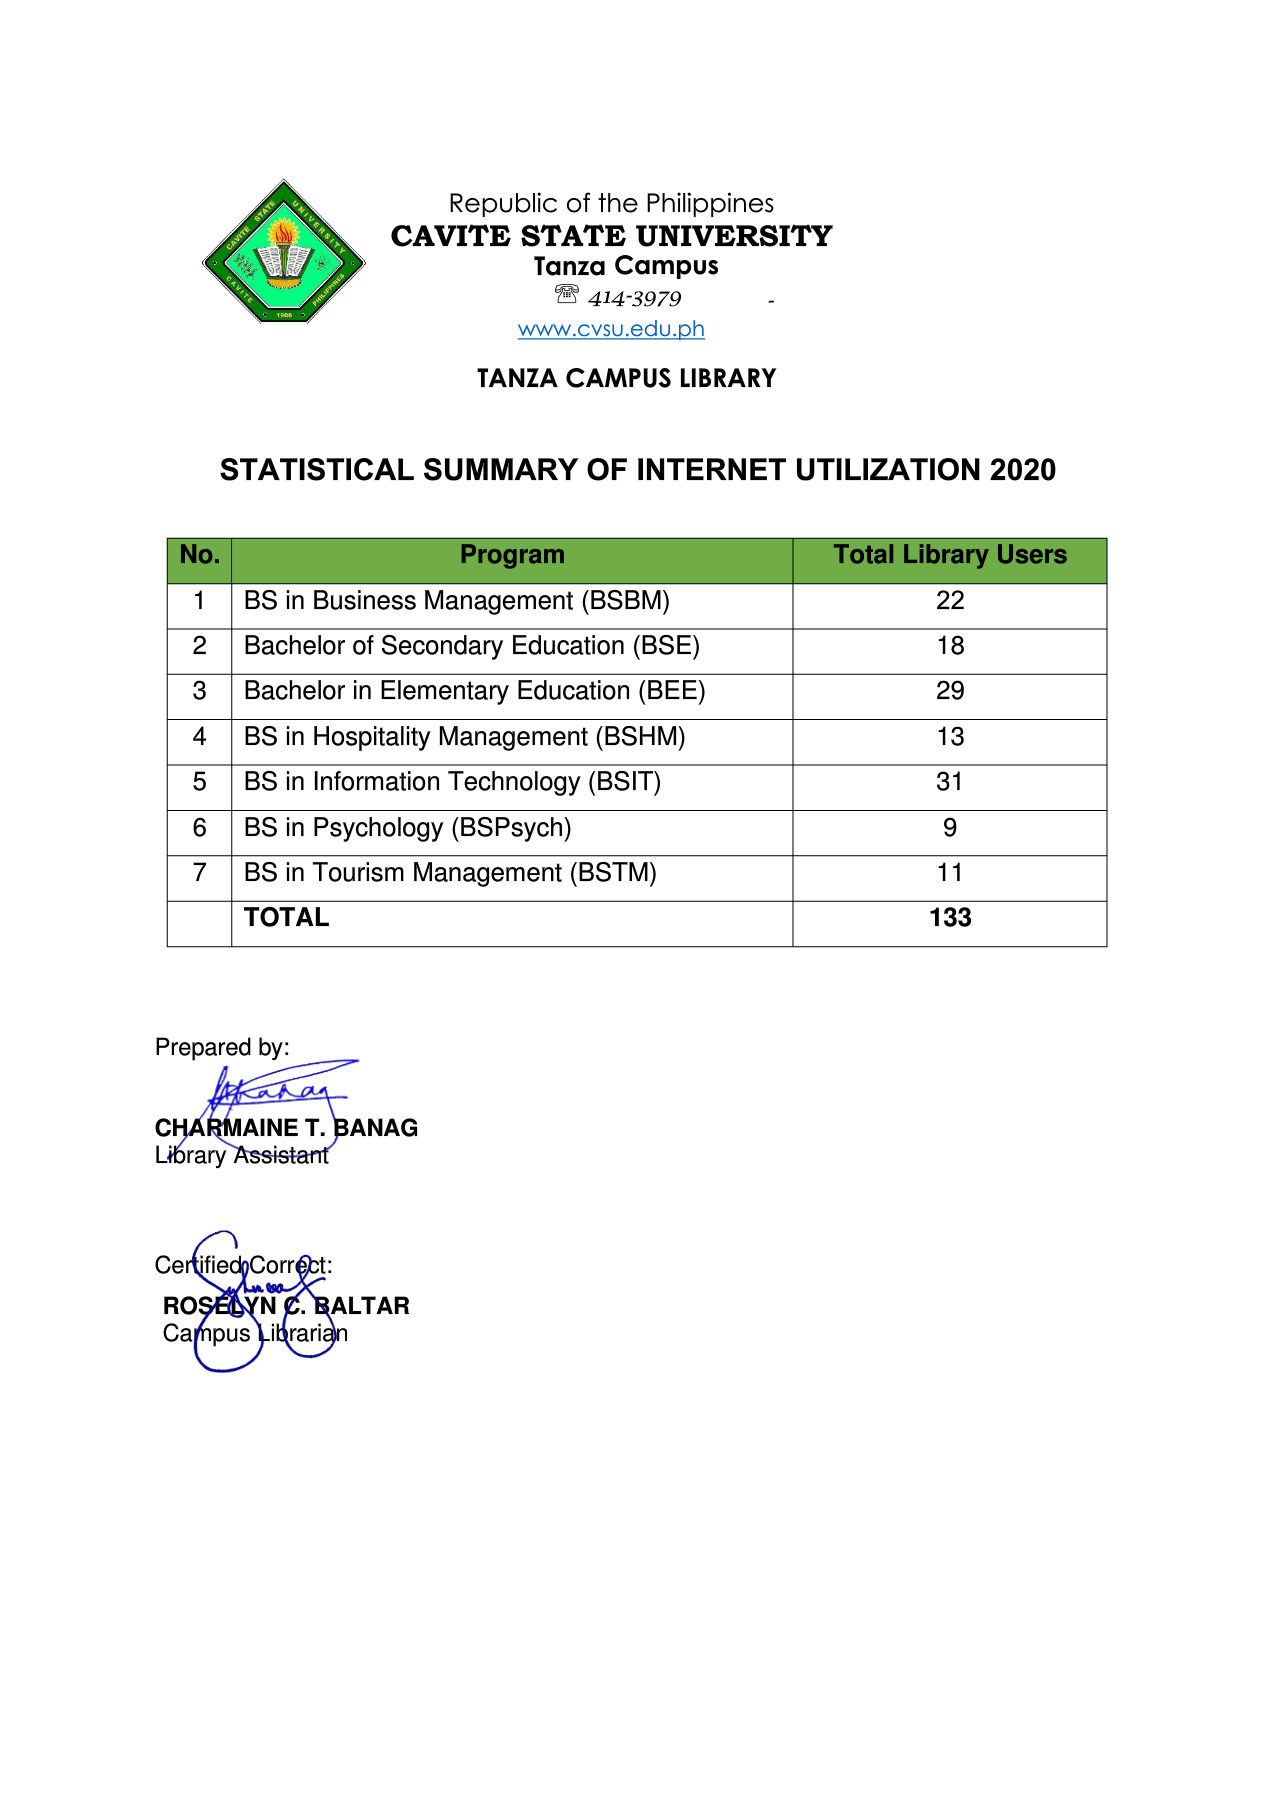 CAVITE STATE UNIVERSITY
CAVITE PHILIPPINES
1906
Republic of the Philippines
CAVITE STATE UNIVERSITY
Tanza Campus
☏ 414-3979 -
www.cvsu.edu.ph
TANZA CAMPUS LIBRARY
STATISTICAL SUMMARY OF INTERNET UTILIZATION 2020
No. Program Total Library Users
1 BS in Business Management (BSBM) 22
2 Bachelor of Secondary Education (BSE) 18
3 Bachelor in Elementary Education (BEE) 29
4 BS in Hospitality Management (BSHM) 13
5 BS in Information Technology (BSIT) 31
6 BS in Psychology (BSPsych) 9
7 BS in Tourism Management (BSTM) 11
TOTAL 133
Prepared by:
CHARMAINE T. BANAG
Library Assistant
Certified Correct:
ROSELYN C. BALTAR
Campus Librarian